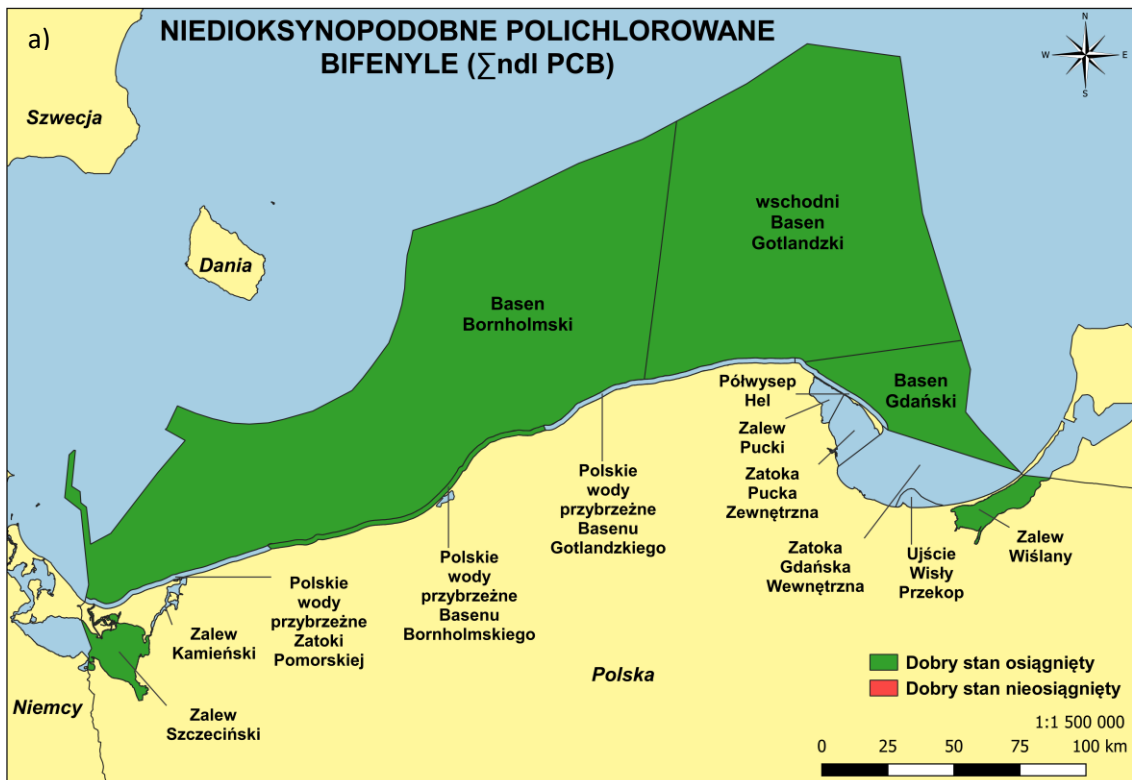 a)
NIEDIOKSYNOPODOBNE POLICHLOROWANE
BIFENYLE (∑ndl PCB)
N
W
E
S
Szwecja
Dania
wschodni
Basen
Gotlandzki
Basen
Bornholmski
Basen
Gdański
Półwysep
Hel
Zalew
Pucki
Zatoka
Pucka
Zewnętrzna
Zatoka
Gdańska
Wewnętrzna
Ujście
Wisły
Przekop
Zalew
Wiślany
Polskie
wody
przybrzeżne
Basenu
Gotlandzkiego
Polskie
wody
przybrzeżne
Basenu
Bornholmskiego
Polskie
wody
przybrzeżne
Zatoki
Pomorskiej
Zalew
Kamieński
Zalew
Szczeciński
Niemcy
Polska
Dobry stan osiągnięty
Dobry stan nieosiągnięty
1:1 500 000
0 25 50 75 100 km